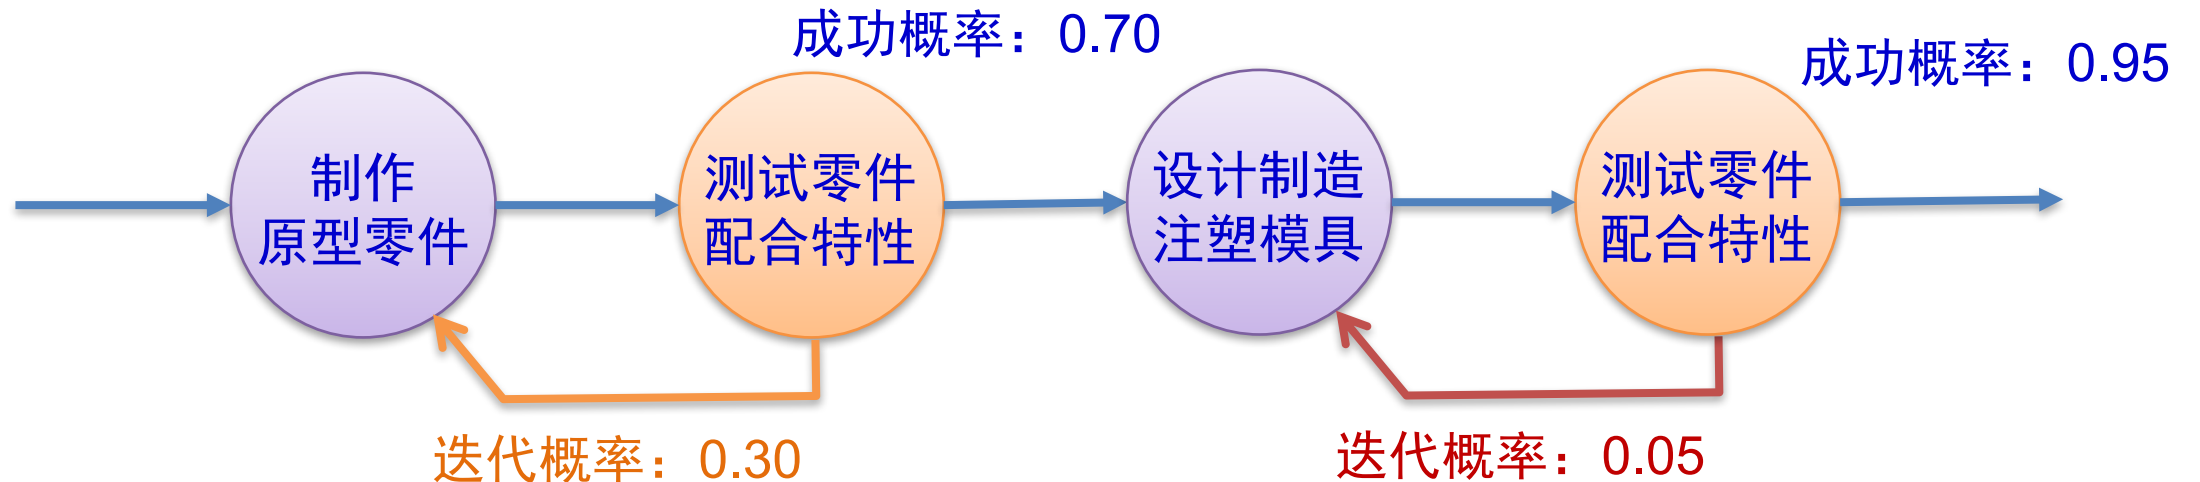 成功概率：0.70
成功概率：0.95
制作
原型零件
测试零件
配合特性
设计制造
注塑模具
测试零件
配合特性
迭代概率：0.30
迭代概率：0.05